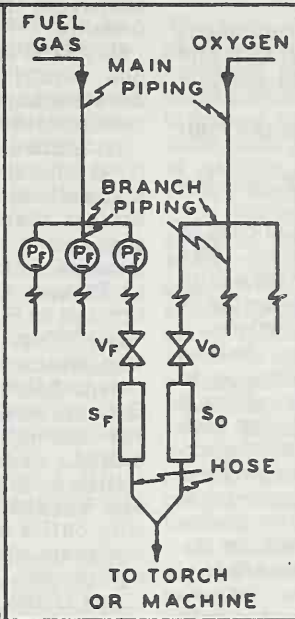 FUEL
GAS
OXYGEN
MAIN
PIPING
BRANCH
PIPING
PF PF PF
VF VO
SF SO
HOSE
TO TORCH
OR MACHINE